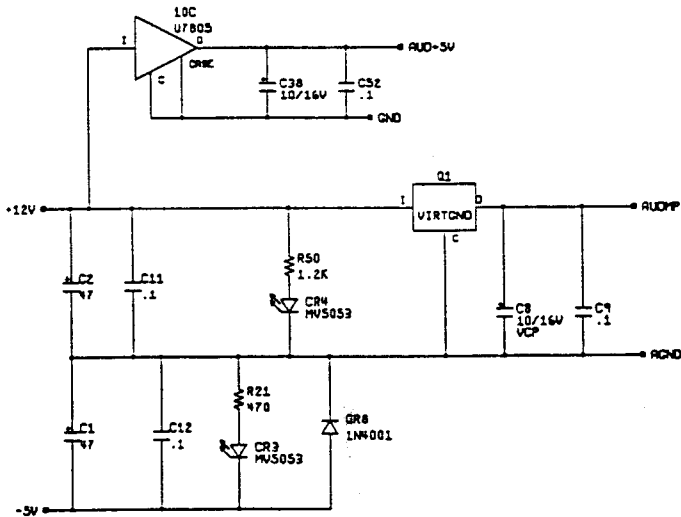 10C
U7805
I
O
C
CASE
AUD+5V
C38
10/16V
C52
.1
GND
Q1
+12V
I
O
VIRTGND
C
AUDMP
R50
1.2K
C2
47
C11
.1
CR4
MV5053
C8
10/16V
VCP
C9
.1
AGND
R21
470
C1
47
C12
.1
CR3
MV5053
CR8
1N4001
-5V